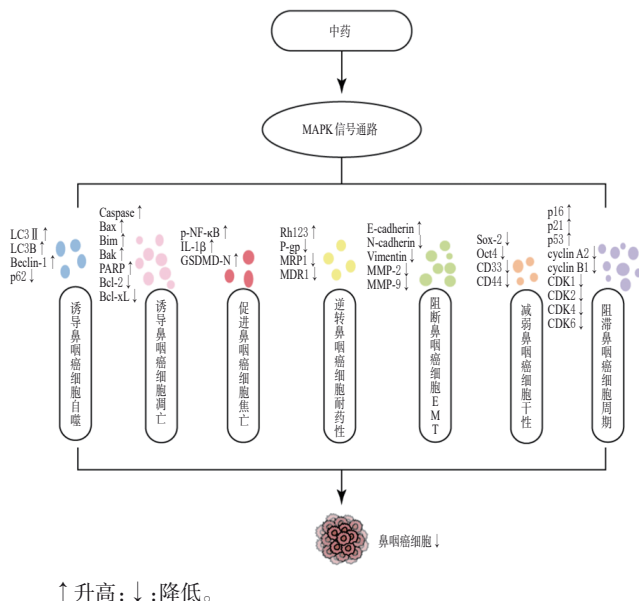 中药
MAPK信号通路
LC3Ⅱ↑
LC3B↑
Beclin-1↑
p62↓
诱导鼻咽癌细胞自噬
Caspase↑
Bax↑
Bim↑
Bak↑
PARP↑
Bcl-2↓
Bcl-xL↓
诱导鼻咽癌细胞凋亡
p-NF-κB↑
IL-1β↑
GSDMD-N↑
促进鼻咽癌细胞焦亡
Rh123↑
P-gp↓
MRP1↓
MDR1↓
逆转鼻咽癌细胞耐药性
E-cadherin↑
N-cadherin↓
Vimentin↓
MMP-2↓
MMP-9↓
阻断鼻咽癌细胞EMT
Sox-2↓
Oct4↓
CD33↓
CD44↓
减弱鼻咽癌细胞干性
p16↑
p21↑
p53↑
cyclin A2↓
cyclin B1↓
CDK1↓
CDK2↓
CDK4↓
CDK6↓
阻滞鼻咽癌细胞周期
鼻咽癌细胞↓
↑升高;↓:降低。